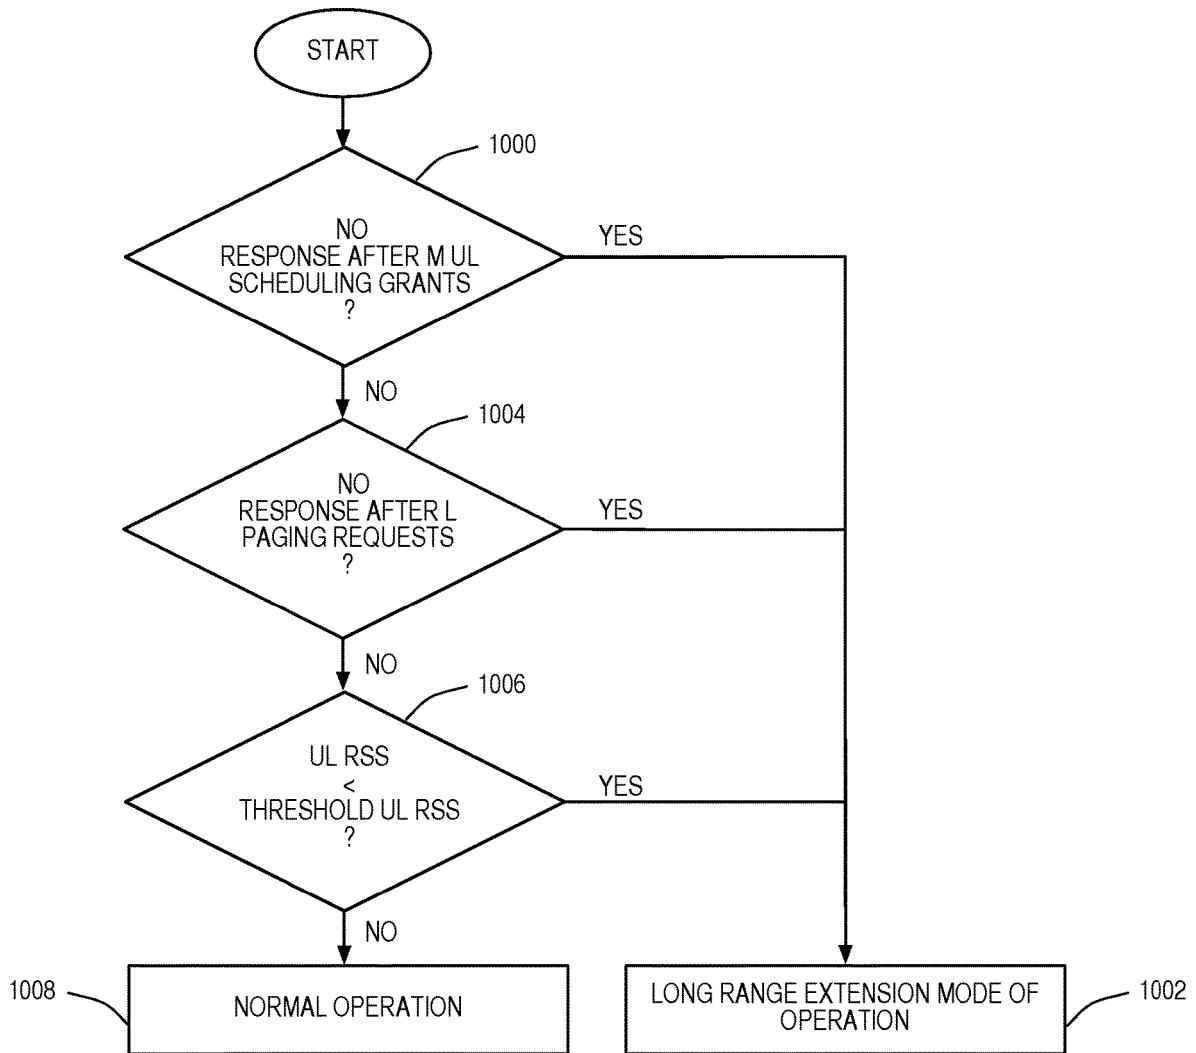 START
1000
NO
RESPONSE AFTER M UL
SCHEDULING GRANTS
?
YES
NO
1004
NO
RESPONSE AFTER L
PAGING REQUESTS
?
YES
NO
1006
UL RSS
<
THRESHOLD UL RSS
?
YES
NO
1008
NORMAL OPERATION
LONG RANGE EXTENSION MODE OF
OPERATION
1002